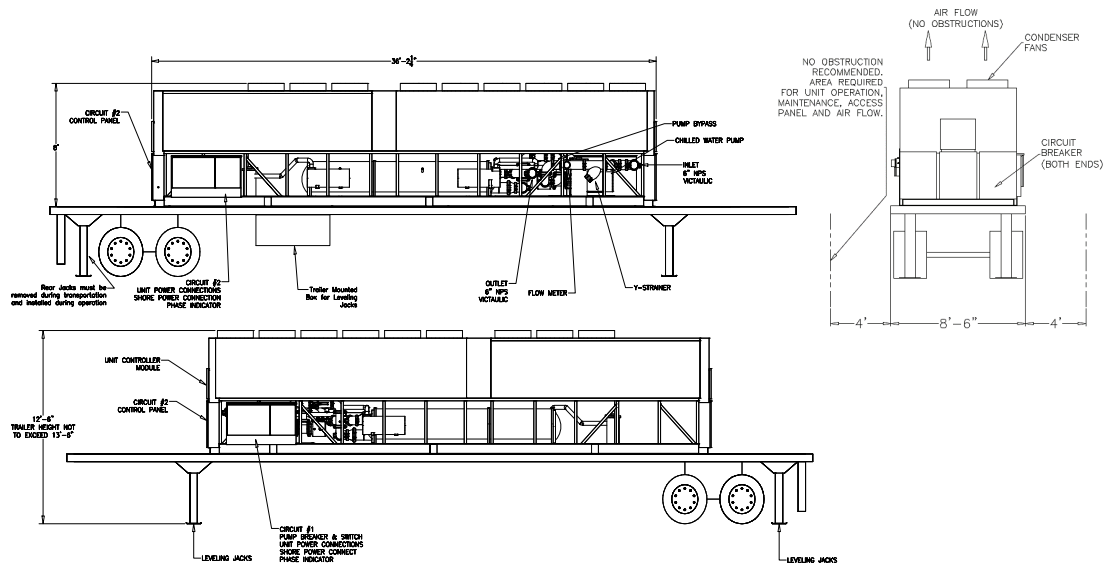 36'-2¼"
CIRCUIT #2
CONTROL PANEL
8'
PUMP BYPASS
CHILLED WATER PUMP
INLET
6" NPS
VICTAULIC
Rear Jacks must be
removed during transportation
and installed during operation
CIRCUIT #2
UNIT POWER CONNECTIONS
SHORE POWER CONNECTION
PHASE INDICATOR
Trailer Mounted
Box for Leveling
Jacks
OUTLET
6" NPS
VICTAULIC
FLOW METER
Y-STRAINER
AIR FLOW
(NO OBSTRUCTIONS)
CONDENSER
FANS
NO OBSTRUCTION
RECOMMENDED.
AREA REQUIRED
FOR UNIT OPERATION,
MAINTENANCE, ACCESS
PANEL AND AIR FLOW.
CIRCUIT
BREAKER
(BOTH ENDS)
4'
8'-6"
4'
UNIT CONTROLLER
MODULE
CIRCUIT #2
CONTROL PANEL
12'-6"
TRAILER HEIGHT NOT
TO EXCEED 13'-6"
CIRCUIT #1
PUMP BREAKER & SWITCH
UNIT POWER CONNECTIONS
SHORE POWER CONNECT
PHASE INDICATOR
LEVELING JACKS
LEVELING JACKS